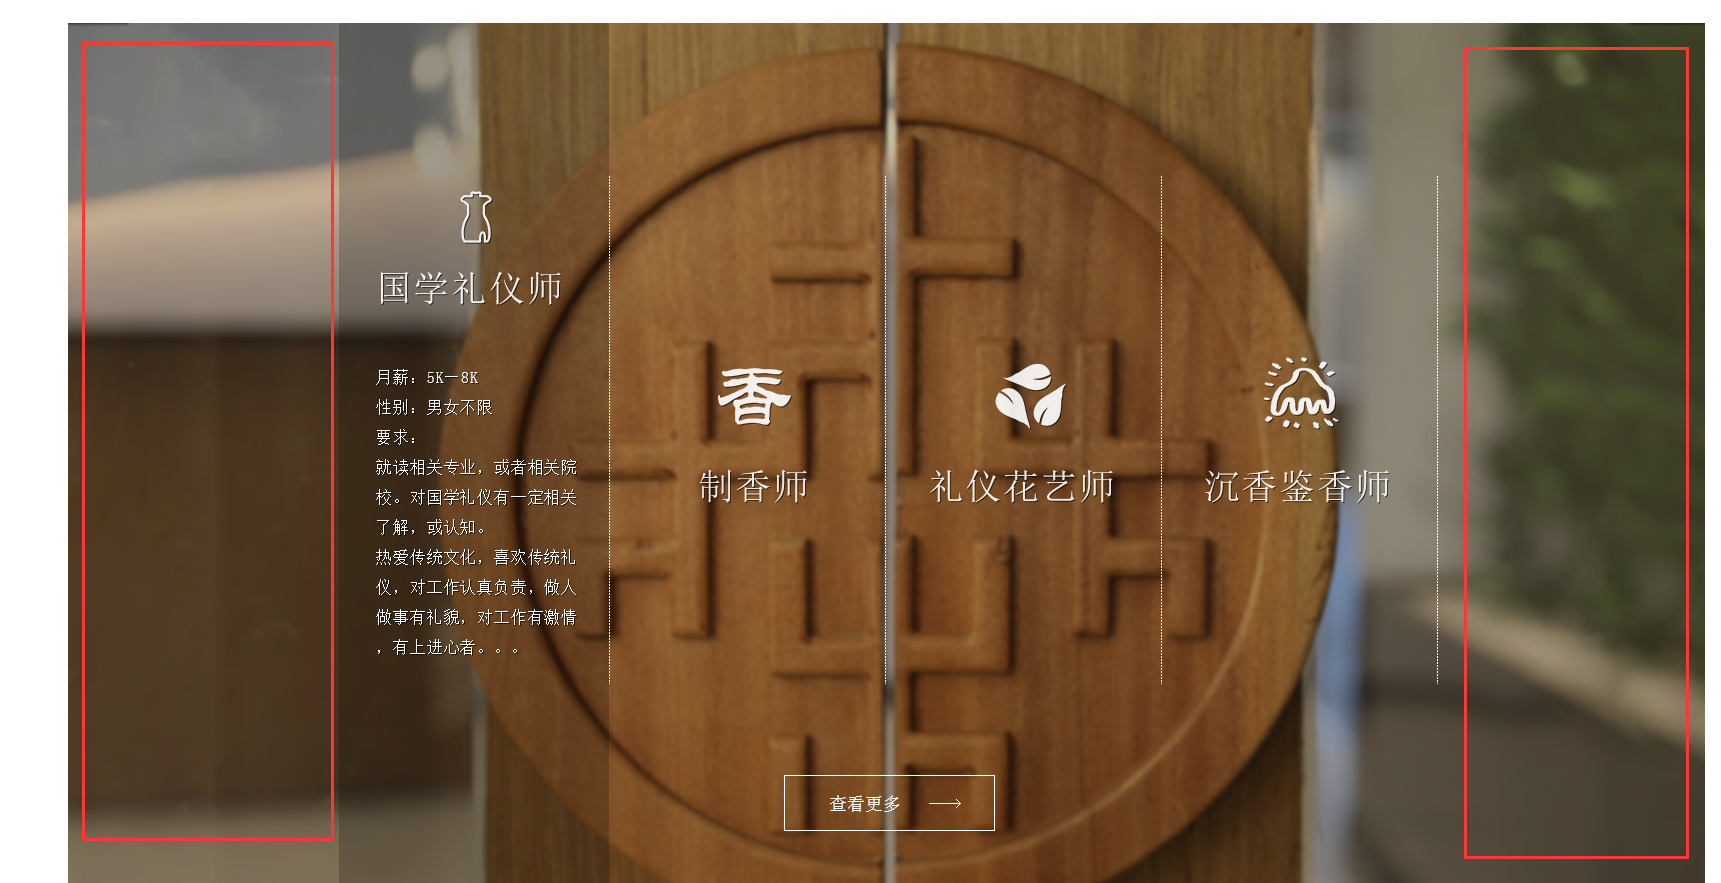 国学礼仪师
月薪：5K—8K
性别：男女不限
要求：
就读相关专业，或者相关院
校。对国学礼仪有一定相关
了解，或认知。
热爱传统文化，喜欢传统礼
仪，对工作认真负责，做人
做事有礼貌，对工作有激情
，有上进心者。。。
香
制香师
礼仪花艺师
沉香鉴香师
查看更多